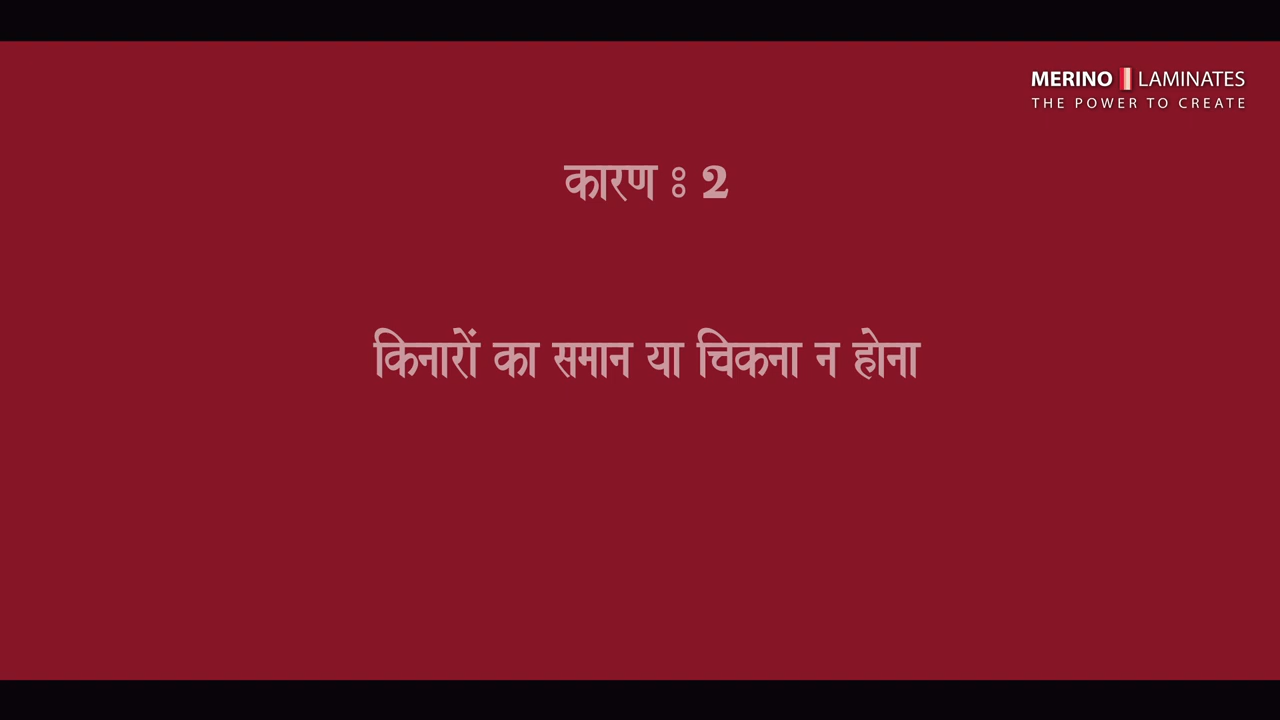 MERINO LAMINATES
THE POWER TO CREATE
कारण : 2
किनारों का समान या चिकना न होना